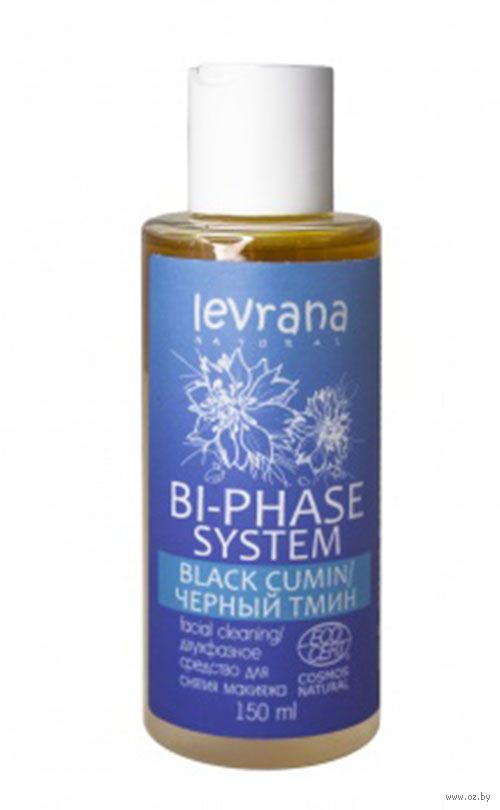 levrana
NATURAL
BI-PHASE
SYSTEM
BLACK CUMIN/
ЧЕРНЫЙ ТМИН
facial cleaning/
двухфазное
средство для
снятия макияжа
150 ml
ECO
CERT
COSMOS
NATURAL
www.oz.by